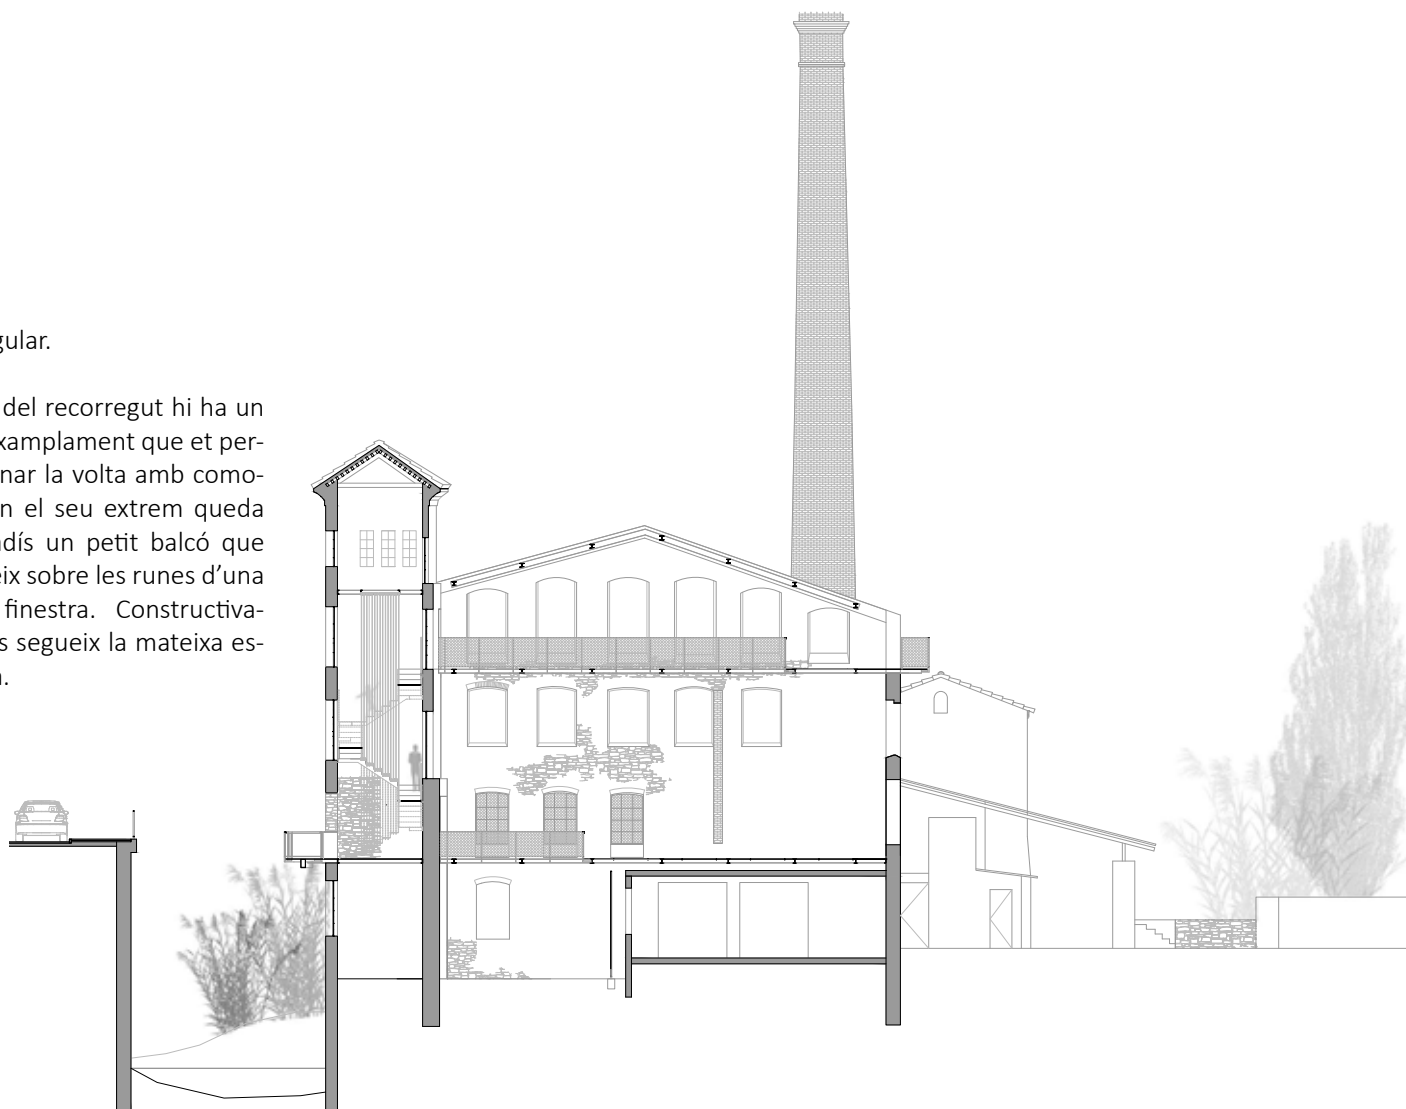 gular.
del recorregut hi ha un
xamplament que et per-
nar la volta amb como-
n el seu extrem queda
dís un petit balcó que
eix sobre les runes d’una
finestra. Constructiva-
s segueix la mateixa es-